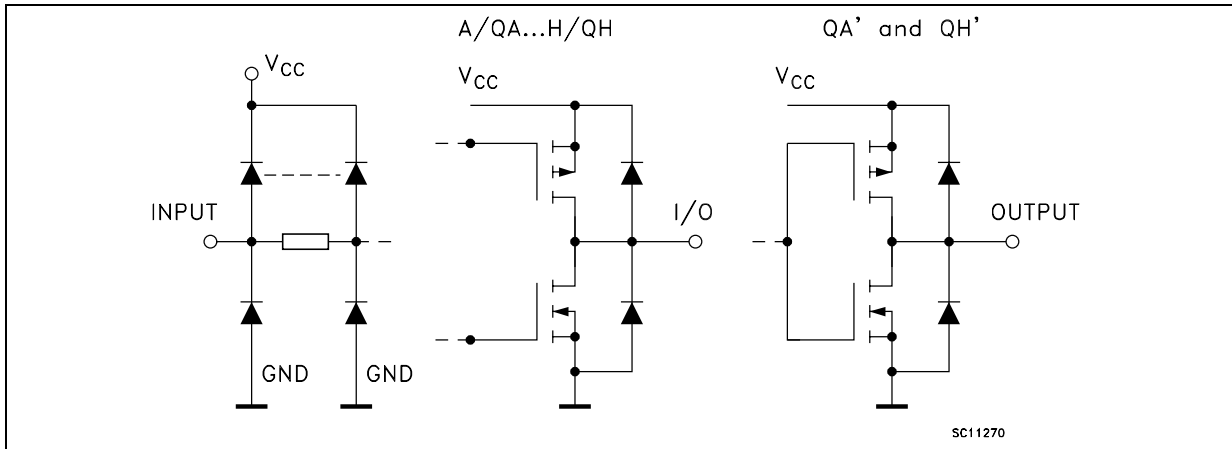 A/QA...H/QH
QA' and QH'
VCC
VCC
VCC
INPUT
I/O
OUTPUT
GND
GND
SC11270